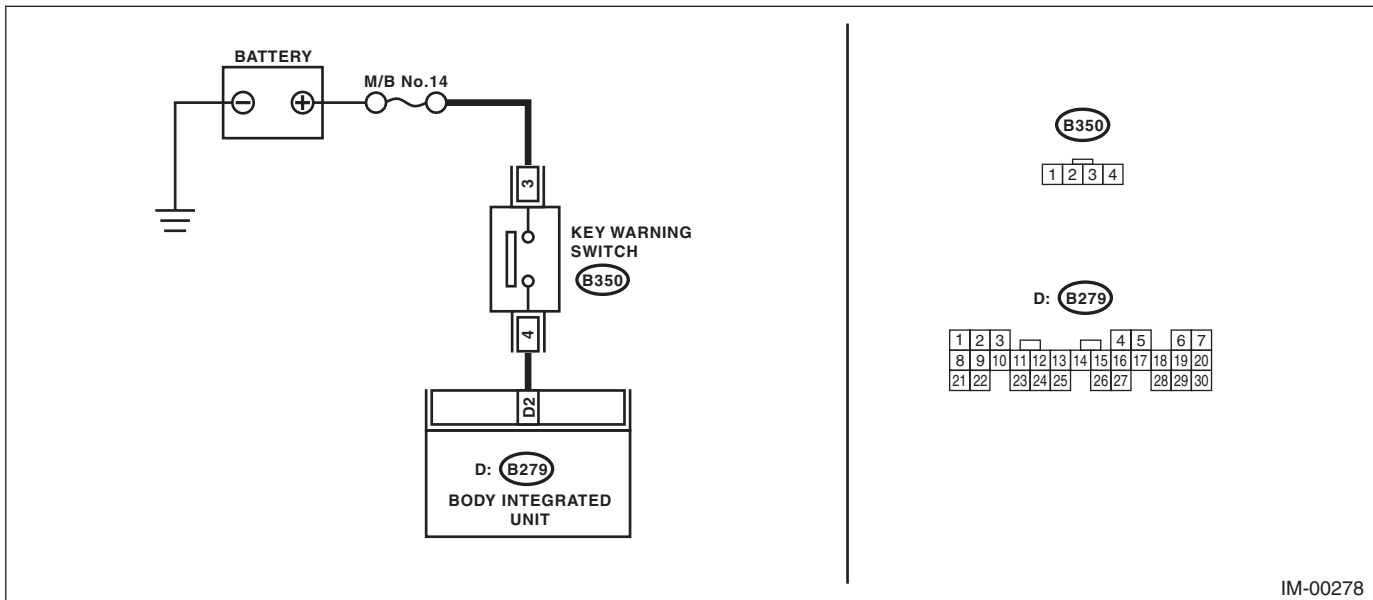 BATTERY
M/B No.14
3
KEY WARNING
SWITCH
B350
4
D2
D: B279
BODY INTEGRATED
UNIT
B350
1 2 3 4
D: B279
1 2 3 4 5 6 7
8 9 10 11 12 13 14 15 16 17 18 19 20
21 22 23 24 25 26 27 28 29 30
IM-00278